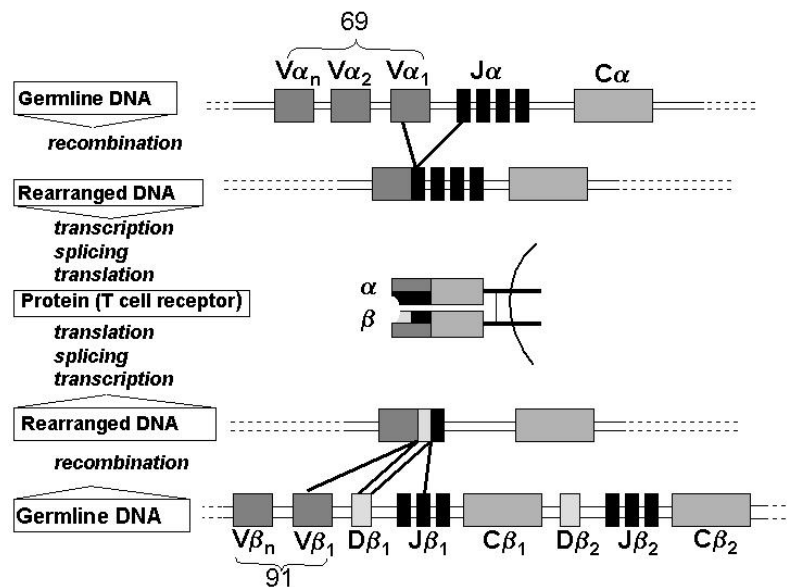 69
Vαn Vα2 Vα1 Jα Cα
Germline DNA
recombination
Rearranged DNA
transcription
splicing
translation
Protein (T cell receptor)
α
β
translation
splicing
transcription
Rearranged DNA
recombination
Germline DNA
Vβn Vβ1 Dβ1 Jβ1 Cβ1 Dβ2 Jβ2 Cβ2
91